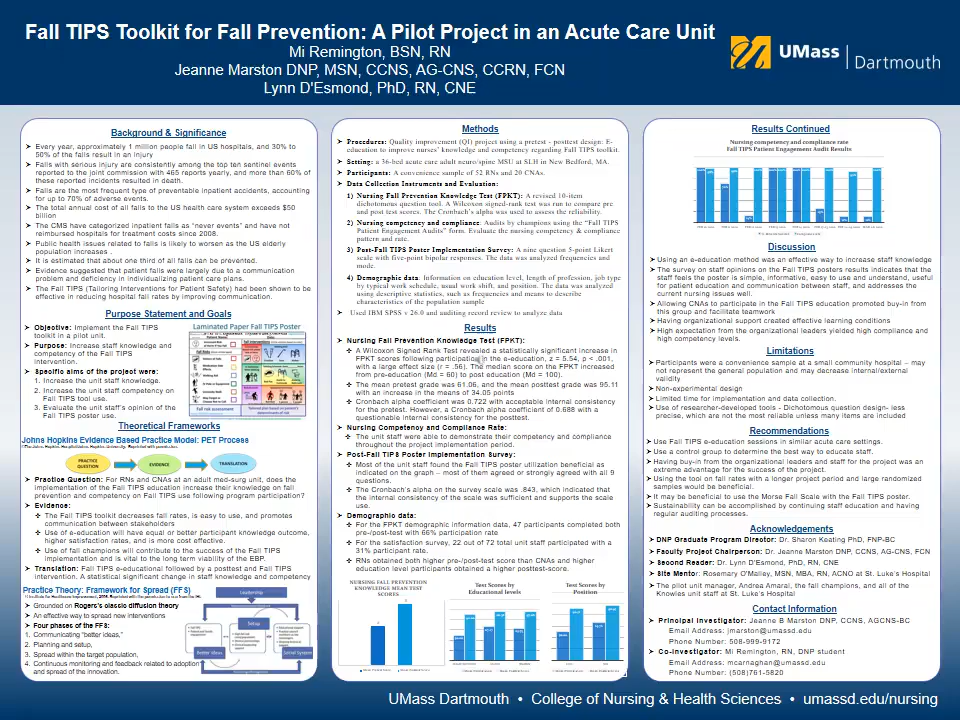 Fall TIPS Toolkit for Fall Prevention: A Pilot Project in an Acute Care Unit
Mi Remington, BSN, RN
Jeanne Marston DNP, MSN, CCNS, AG-CNS, CCRN, FCN
Lynn D'Esmond, PhD, RN, CNE
UMass | Dartmouth
Background & Significance
➤ Every year, approximately 1 million people fall in US hospitals, and 30% to
50% of the falls result in an injury
➤ Falls with serious injury are consistently among the top ten sentinel events
reported to the joint commission with 465 reports yearly, and more than 60% of
these reported incidents resulted in death.
➤ Falls are the most frequent type of preventable inpatient accidents, accounting
for up to 70% of adverse events.
➤ The total annual cost of all falls to the US health care system exceeds $50
billion
➤ The CMS have categorized inpatient falls as "never events" and have not
reimbursed hospitals for treatment costs since 2008.
➤ Public health issues related to falls is likely to worsen as the US elderly
population increases .
➤ It is estimated that about one third of all falls can be prevented.
➤ Evidence suggested that patient falls were largely due to a communication
problem and deficiency in individualizing patient care plans.
➤ The Fall TIPS (Tailoring Interventions for Patient Safety) had been shown to be
effective in reducing hospital fall rates by improving communication.
Purpose Statement and Goals
➤ Objective: Implement the Fall TIPS
toolkit in a pilot unit.
➤ Purpose: Increase staff knowledge and
competency of the Fall TIPS
intervention.
➤ Specific aims of the project were:
1. Increase the unit staff knowledge.
2. Increase the unit staff competency on
Fall TIPS tool use.
3. Evaluate the unit staff's opinion of the
Fall TIPS poster use.
Laminated Paper Fall TIPS Poster
Fall risk assessment
Theoretical Frameworks
Johns Hopkins Evidence Based Practice Model: PET Process
PRACTICE
QUESTION
EVIDENCE
TRANSLATION
➤ Practice Question: For RNs and CNAs at an adult med-surg unit, does the
implementation of the Fall TIPS education increase their knowledge on fall
prevention and competency on Fall TIPS use following program participation?
➤ Evidence:
❖ The Fall TIPS toolkit decreases fall rates, is easy to use, and promotes
communication between stakeholders
❖ Use of e-education will have equal or better participant knowledge outcome,
higher satisfaction rates, and is more cost effective.
❖ Use of fall champions will contribute to the success of the Fall TIPS
implementation and is vital to the long term viability of the EBP.
➤ Translation: Fall TIPS e-educational followed by a posttest and Fall TIPS
intervention. A statistical significant change in staff knowledge and competency
Practice Theory: Framework for Spread (FFS)
➤ Grounded on Rogers's classic diffusion theory
➤ An effective way to spread new interventions
➤ Four phases of the FFS:
1. Communicating "better ideas,"
2. Planning and setup,
3. Spread within the target population,
4. Continuous monitoring and feedback related to adoption
and spread of the innovation.
Leadership
Setup
Better Ideas
Social System
Methods
➤ Procedures: Quality improvement (QI) project using a pretest - posttest design: E-
education to improve nurses' knowledge and competency regarding Fall TIPS toolkit.
➤ Setting: a 36-bed acute care adult neuro/spine MSU at SLH in New Bedford, MA.
➤ Participants: A convenience sample of 52 RNs and 20 CNAs.
➤ Data Collection Instruments and Evaluation:
1) Nursing Fall Prevention Knowledge Test (FPKT): A revised 10-item
dichotomous question tool. A Wilcoxon signed-rank test was run to compare pre
and post test scores. The Cronbach's alpha was used to assess the reliability.
2) Nursing competency and compliance: Audits by champions using the "Fall TIPS
Patient Engagement Audits" form. Evaluate the nursing competency & compliance
pattern and rate.
3) Post-Fall TIPS Poster Implementation Survey: A nine question 5-point Likert
scale with five-point bipolar responses. The data was analyzed frequencies and
mode.
4) Demographic data: Information on education level, length of profession, job type
by typical work schedule, usual work shift, and position. The data was analyzed
using descriptive statistics, such as frequencies and means to describe
characteristics of the population sample
➤ Used IBM SPSS v 26.0 and auditing record review to analyze data
Results
➤ Nursing Fall Prevention Knowledge Test (FPKT):
❖ A Wilcoxon Signed Rank Test revealed a statistically significant increase in
FPKT scores following participation in the e-education, z = 5.54, p < .001,
with a large effect size (r = .56). The median score on the FPKT increased
from pre-education (Md = 60) to post education (Md = 100).
❖ The mean pretest grade was 61.06, and the mean posttest grade was 95.11
with an increase in means of 34.05 points
❖ Cronbach alpha coefficient was 0.722 with acceptable internal consistency
for the pretest. However a Cronbach alpha coefficient of 0.688 with a
questionable internal consistency for the posttest.
➤ Nursing Competency and Compliance Rate:
❖ The unit staff were able to demonstrate their competency and compliance
throughout the project implementation period.
➤ Post-Fall TIPS Poster Implementation Survey:
❖ Most of the unit staff found the Fall TIPS poster utilization beneficial as
indicated on the graph – most of them agreed or strongly agreed with all 9
questions.
❖ The Cronbach's alpha on the survey scale was .843, which indicated that
the internal consistency of the scale was sufficient and supports the scale
use.
➤ Demographic data:
❖ For the FPKT demographic information data, 47 participants completed both
pre-/post-test with 66% participation rate
❖ For the satisfaction survey, 22 out of 72 total unit staff participated with a
31% participant rate.
❖ RNs obtained both higher pre-/post-test score than CNAs and higher
education level participants obtained a higher posttest-score.
NURSING FALL PREVENTION
KNOWLEDGE MEAN TEST
SCORES
Test Scores by
Educational levels
Test Scores by
Position
Results Continued
Nursing competency and compliance rate
Fall TIPS Patient Engagement Audit Results
Discussion
➤ Using an e-education method was an effective way to increase staff knowledge
➤ The survey on staff opinions on the Fall TIPS posters results indicates that the
staff feels the poster is simple, informative, easy to use and understand, useful
for patient education and communication between staff, and addresses the
current nursing issues well.
➤ Allowing CNAs to participate in the Fall TIPS education promoted buy-in from
this group and facilitate teamwork
➤ Having organizational support created effective learning conditions
➤ High expectation from the organizational leaders yielded high compliance and
high competency levels.
Limitations
➤ Participants were a convenience sample at a small community hospital – may
not represent the general population and may decrease internal/external
validity
➤ Non-experimental design
➤ Limited time for implementation and data collection.
➤ Use of researcher-developed tools - Dichotomous question design- less
precise, which are not the most reliable unless many items are included
Recommendations
➤ Use Fall TIPS e-education sessions in similar acute care settings.
➤ Use a control group to determine the best way to educate staff.
➤ Having buy-in from the organizational leaders and staff for the project was an
extreme advantage for the success of the project.
➤ Using the tool on fall rates with a longer project period and large randomized
samples would be beneficial.
➤ It may be beneficial to use the Morse Fall Scale with the Fall TIPS poster.
➤ Sustainability can be accomplished by continuing staff education and having
regular auditing processes.
Acknowledgements
➤ DNP Graduate Program Director: Dr. Sharon Keating PhD, FNP-BC
➤ Faculty Project Chairperson: Dr. Jeanne Marston DNP, CCNS, AG-CNS, FCN
➤ Second Reader: Dr. Lynn D'Esmond, PhD, RN, CNE
➤ Site Mentor: Rosemary O'Malley, MSN, MBA, RN, ACNO at St. Luke's Hospital
➤ The pilot unit manager, Andrea Amaral, the fall champions, and all of the
Knowles unit staff at St. Luke's Hospital
Contact Information
➤ Principal Investigator: Jeanne B Marston DNP, CCNS, AGCNS-BC
Email Address: jmarston@umassd.edu
Phone Number: 508-999-9172
➤ Co-Investigator: Mi Remington, RN, DNP student
Email Address: mcarnaghan@umassd.edu
Phone Number: (508)761-5820
UMass Dartmouth • College of Nursing & Health Sciences • umassd.edu/nursing